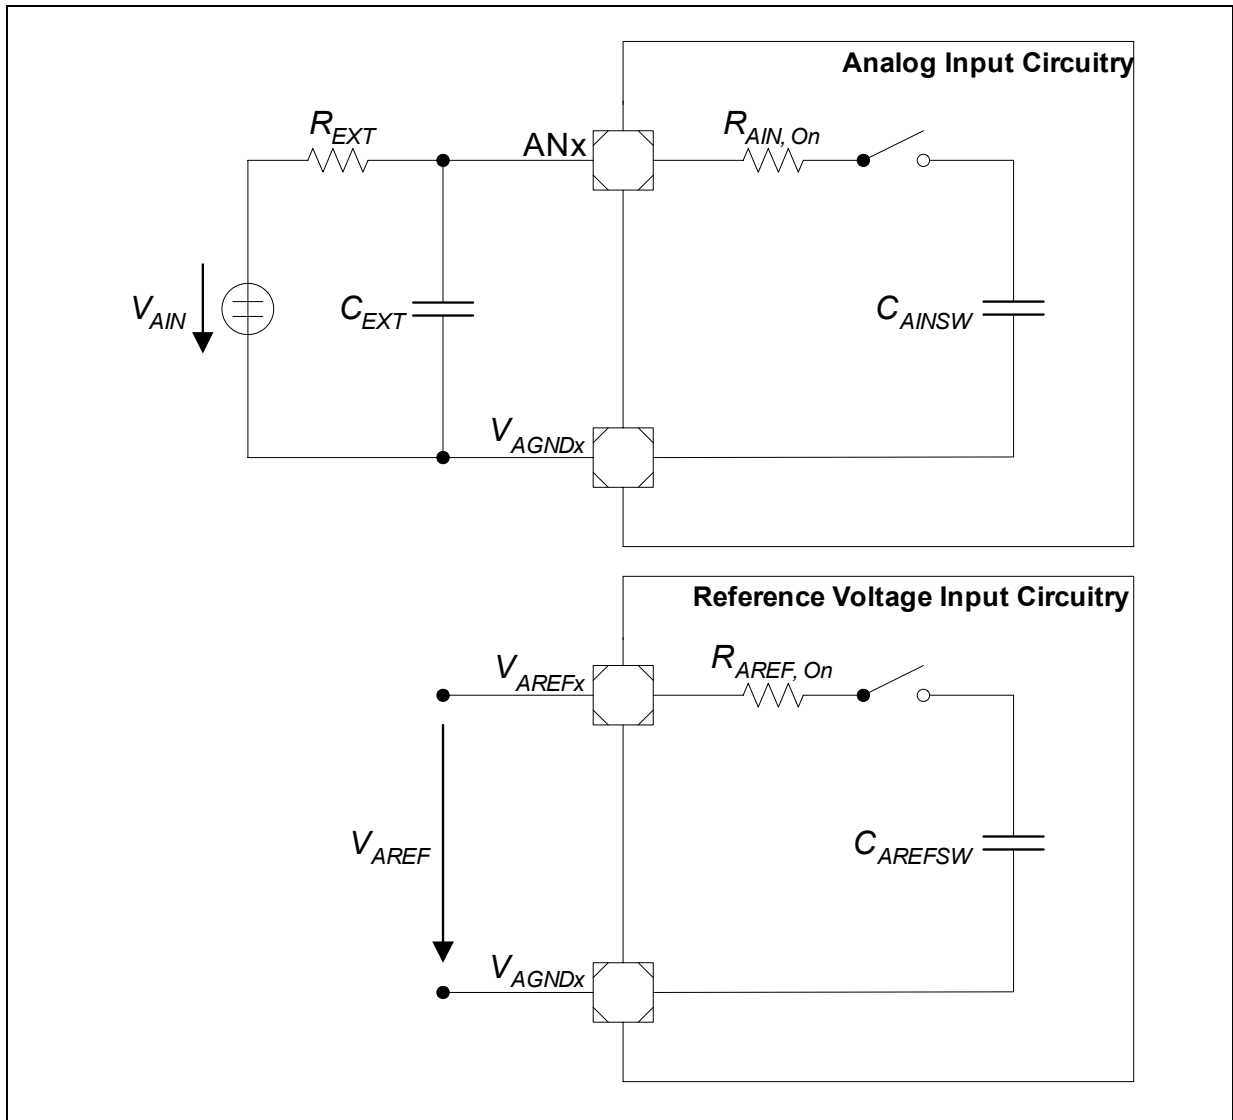 Analog Input Circuitry
R_EXT
ANx
R_AIN, On
V_AIN
C_EXT
C_AINSW
V_AGNDx
Reference Voltage Input Circuitry
V_AREFx
R_AREF, On
V_AREF
C_AREFSW
V_AGNDx